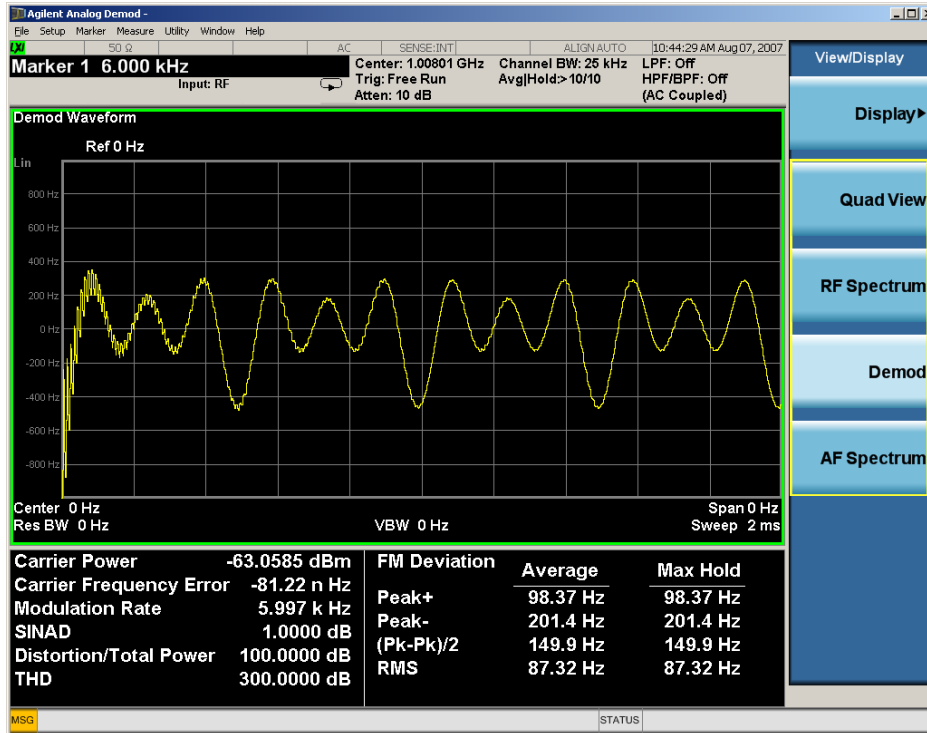 Agilent Analog Demod -
File Setup Marker Measure Utility Window Help
LXI 50 Ω AC SENSE:INT ALIGN AUTO 10:44:29 AM Aug 07, 2007
Marker 1 6.000 kHz
Input: RF
Center: 1.00801 GHz
Trig: Free Run
Atten: 10 dB
Channel BW: 25 kHz
Avg|Hold:> 10/10
LPF: Off
HPF/BPF: Off
(AC Coupled)
View/Display
Display
Quad View
RF Spectrum
Demod
AF Spectrum
Demod Waveform
Ref 0 Hz
Lin
800 Hz
600 Hz
400 Hz
200 Hz
0 Hz
-200 Hz
-400 Hz
-600 Hz
-800 Hz
Center 0 Hz Span 0 Hz
Res BW 0 Hz VBW 0 Hz Sweep 2 ms
Carrier Power -63.0585 dBm
Carrier Frequency Error -81.22 n Hz
Modulation Rate 5.997 k Hz
SINAD 1.0000 dB
Distortion/Total Power 100.0000 dB
THD 300.0000 dB
FM Deviation Average Max Hold
Peak+ 98.37 Hz 98.37 Hz
Peak- 201.4 Hz 201.4 Hz
(Pk-Pk)/2 149.9 Hz 149.9 Hz
RMS 87.32 Hz 87.32 Hz
MSG STATUS